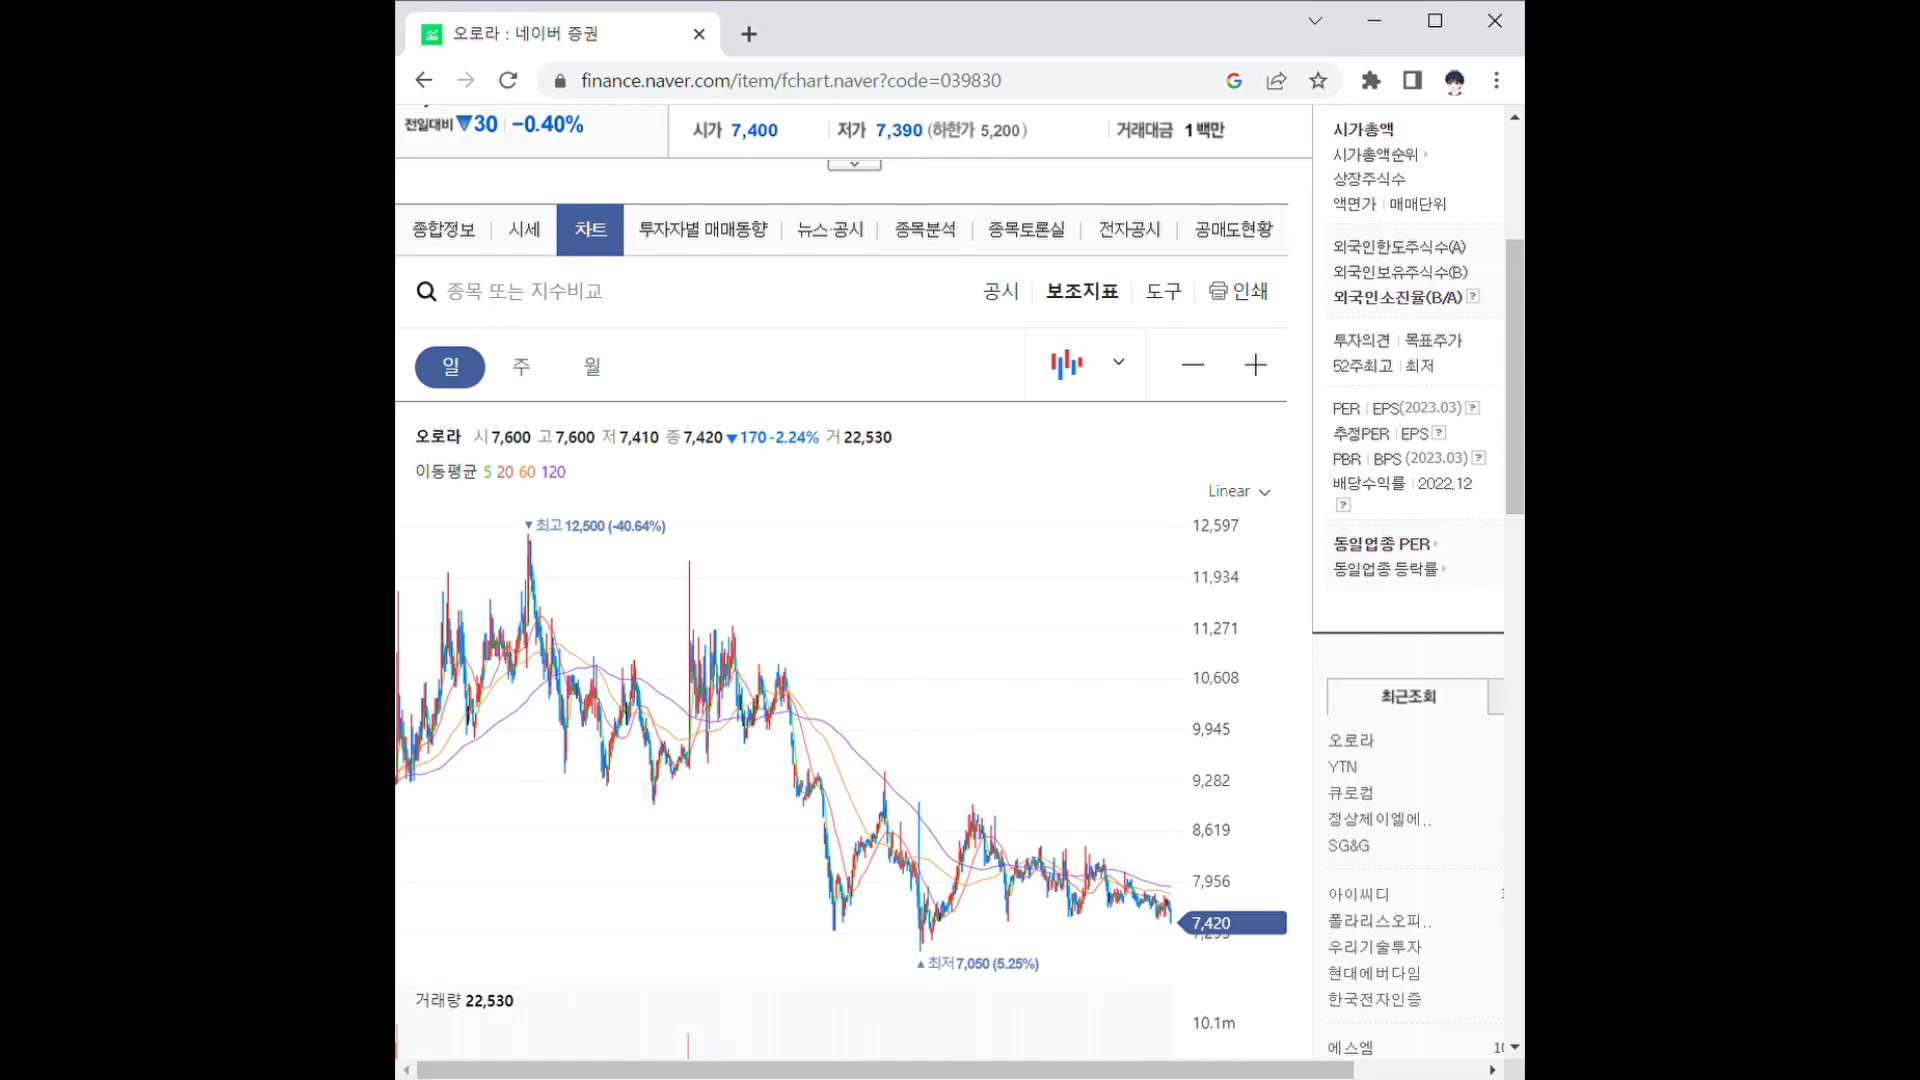 오로라 : 네이버 증권
finance.naver.com/item/fchart.naver?code=039830
전일대비 ▼30 -0.40%
시가 7,400 저가 7,390 (하한가 5,200) 거래대금 1 백만
종합정보 시세 차트 투자자별 매매동향 뉴스·공시 종목분석 종목토론실 전자공시 공매도현황
종목 또는 지수비교
공시 보조지표 도구 인쇄
일 주 월
오로라 시 7,600 고 7,600 저 7,410 종 7,420 ▼170 -2.24% 거 22,530
이동평균 5 20 60 120
Linear
▼최고 12,500 (-40.64%)
12,597
11,934
11,271
10,608
9,945
9,282
8,619
7,956
7,420
▲최저 7,050 (5.25%)
거래량 22,530
10.1m
시가총액
시가총액순위
상장주식수
액면가 매매단위
외국인한도주식수(A)
외국인보유주식수(B)
외국인소진율(B/A) ?
투자의견 목표주가
52주최고 최저
PER EPS(2023.03) ?
추정PER EPS ?
PBR BPS (2023.03) ?
배당수익률 2022.12
?
동일업종 PER
동일업종 등락률
최근조회
오로라
YTN
큐로컴
정상제이엘에..
SG&G
아이씨디
폴라리스오피..
우리기술투자
현대에버다임
한국전자인증
에스엠